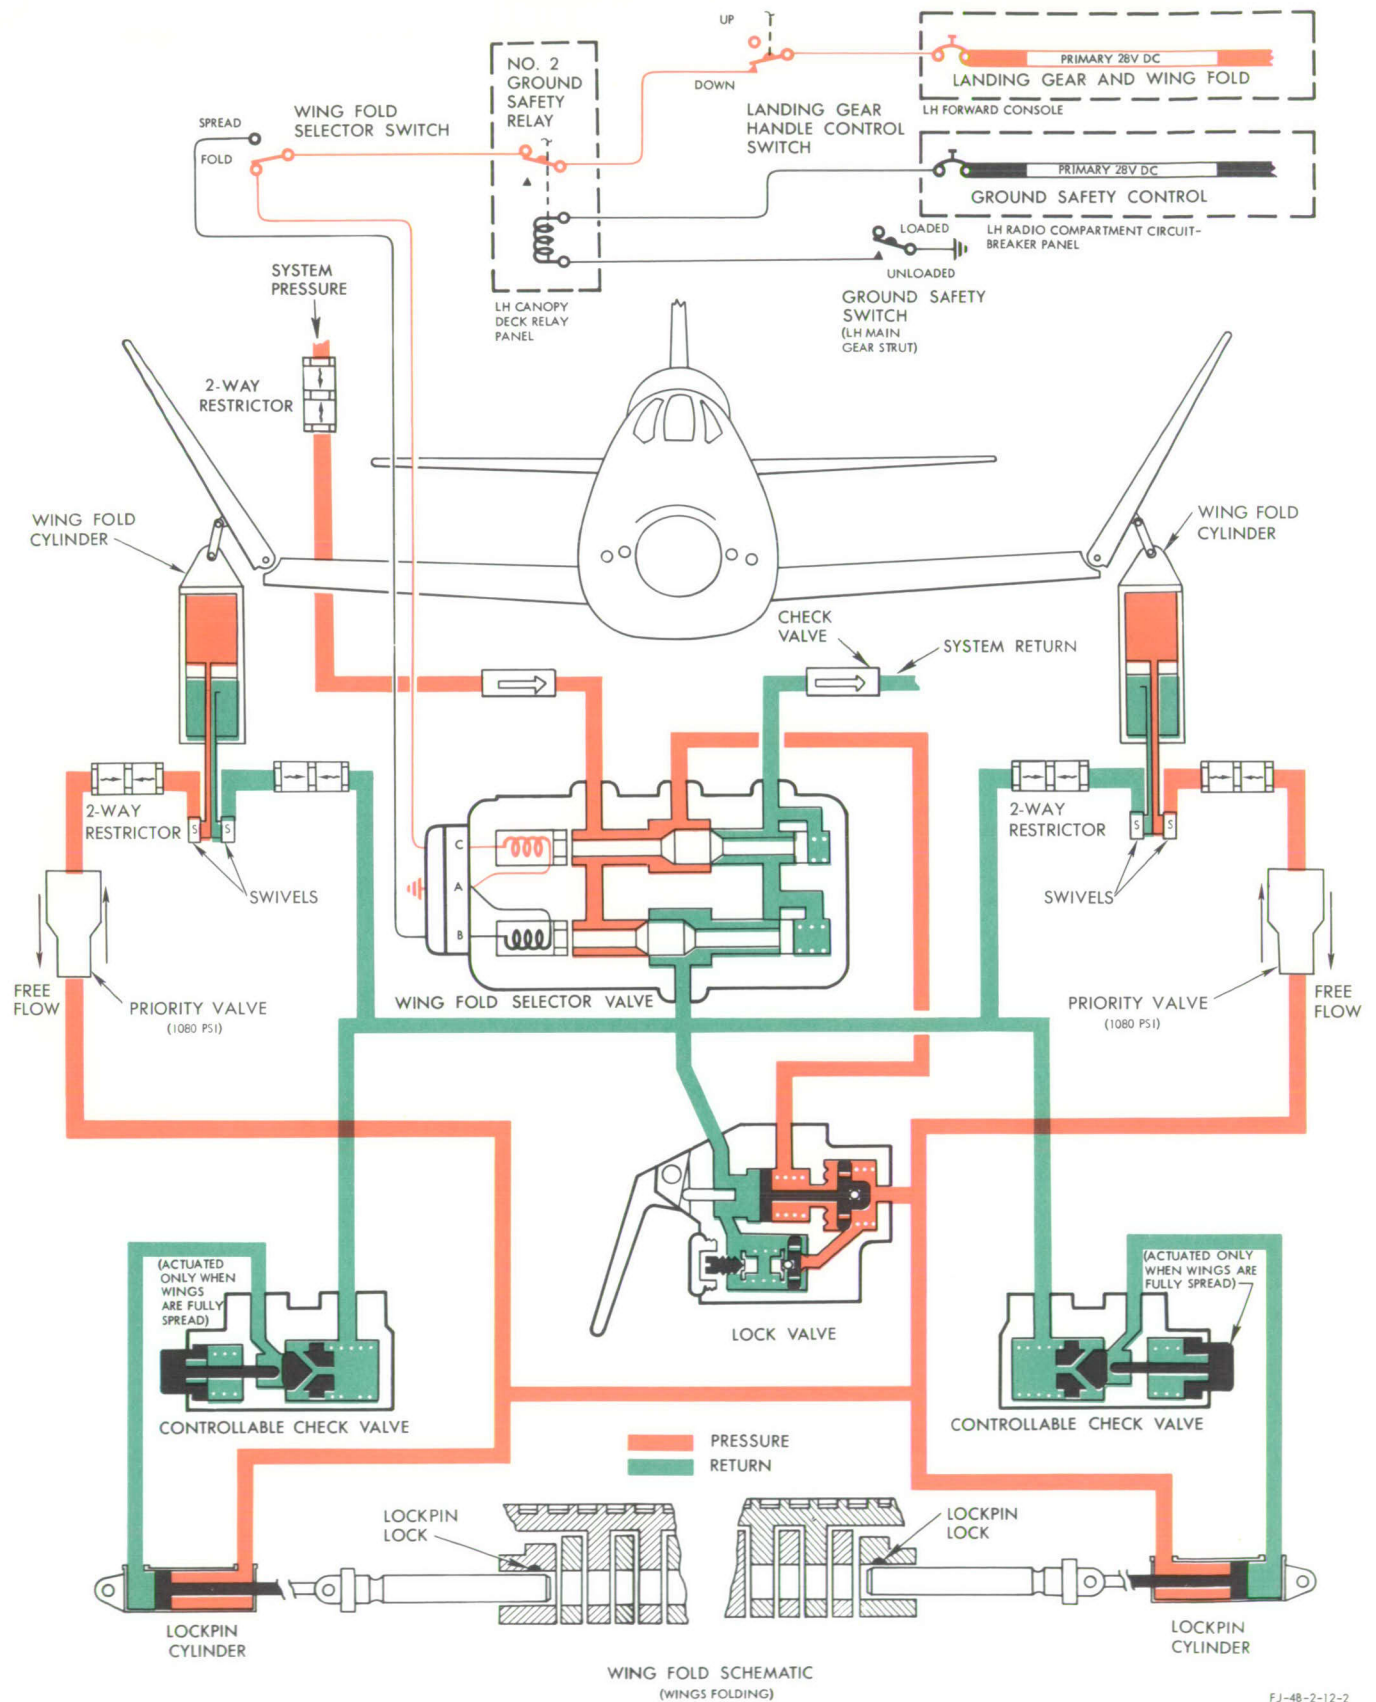 UP
DOWN
PRIMARY 28V DC
LANDING GEAR AND WING FOLD
LH FORWARD CONSOLE
NO. 2
GROUND
SAFETY
RELAY
WING FOLD
SELECTOR SWITCH
SPREAD
FOLD
LANDING GEAR
HANDLE CONTROL
SWITCH
PRIMARY 28V DC
GROUND SAFETY CONTROL
LH RADIO COMPARTMENT CIRCUIT-
BREAKER PANEL
LOADED
UNLOADED
GROUND SAFETY
SWITCH
(LH MAIN
GEAR STRUT)
SYSTEM
PRESSURE
LH CANOPY
DECK RELAY
PANEL
2-WAY
RESTRICTOR
WING FOLD
CYLINDER
WING FOLD
CYLINDER
CHECK
VALVE
SYSTEM RETURN
2-WAY
RESTRICTOR
S
S
SWIVELS
2-WAY
RESTRICTOR
S
S
SWIVELS
C
A
B
WING FOLD SELECTOR VALVE
FREE
FLOW
PRIORITY VALVE
(1080 PSI)
PRIORITY VALVE
(1080 PSI)
FREE
FLOW
(ACTUATED
ONLY WHEN
WINGS
ARE FULLY
SPREAD)
(ACTUATED ONLY
WHEN WINGS ARE
FULLY SPREAD)
LOCK VALVE
CONTROLLABLE CHECK VALVE
CONTROLLABLE CHECK VALVE
PRESSURE
RETURN
LOCKPIN
LOCK
LOCKPIN
LOCK
LOCKPIN
CYLINDER
LOCKPIN
CYLINDER
WING FOLD SCHEMATIC
(WINGS FOLDING)
FJ-4B-2-12-2